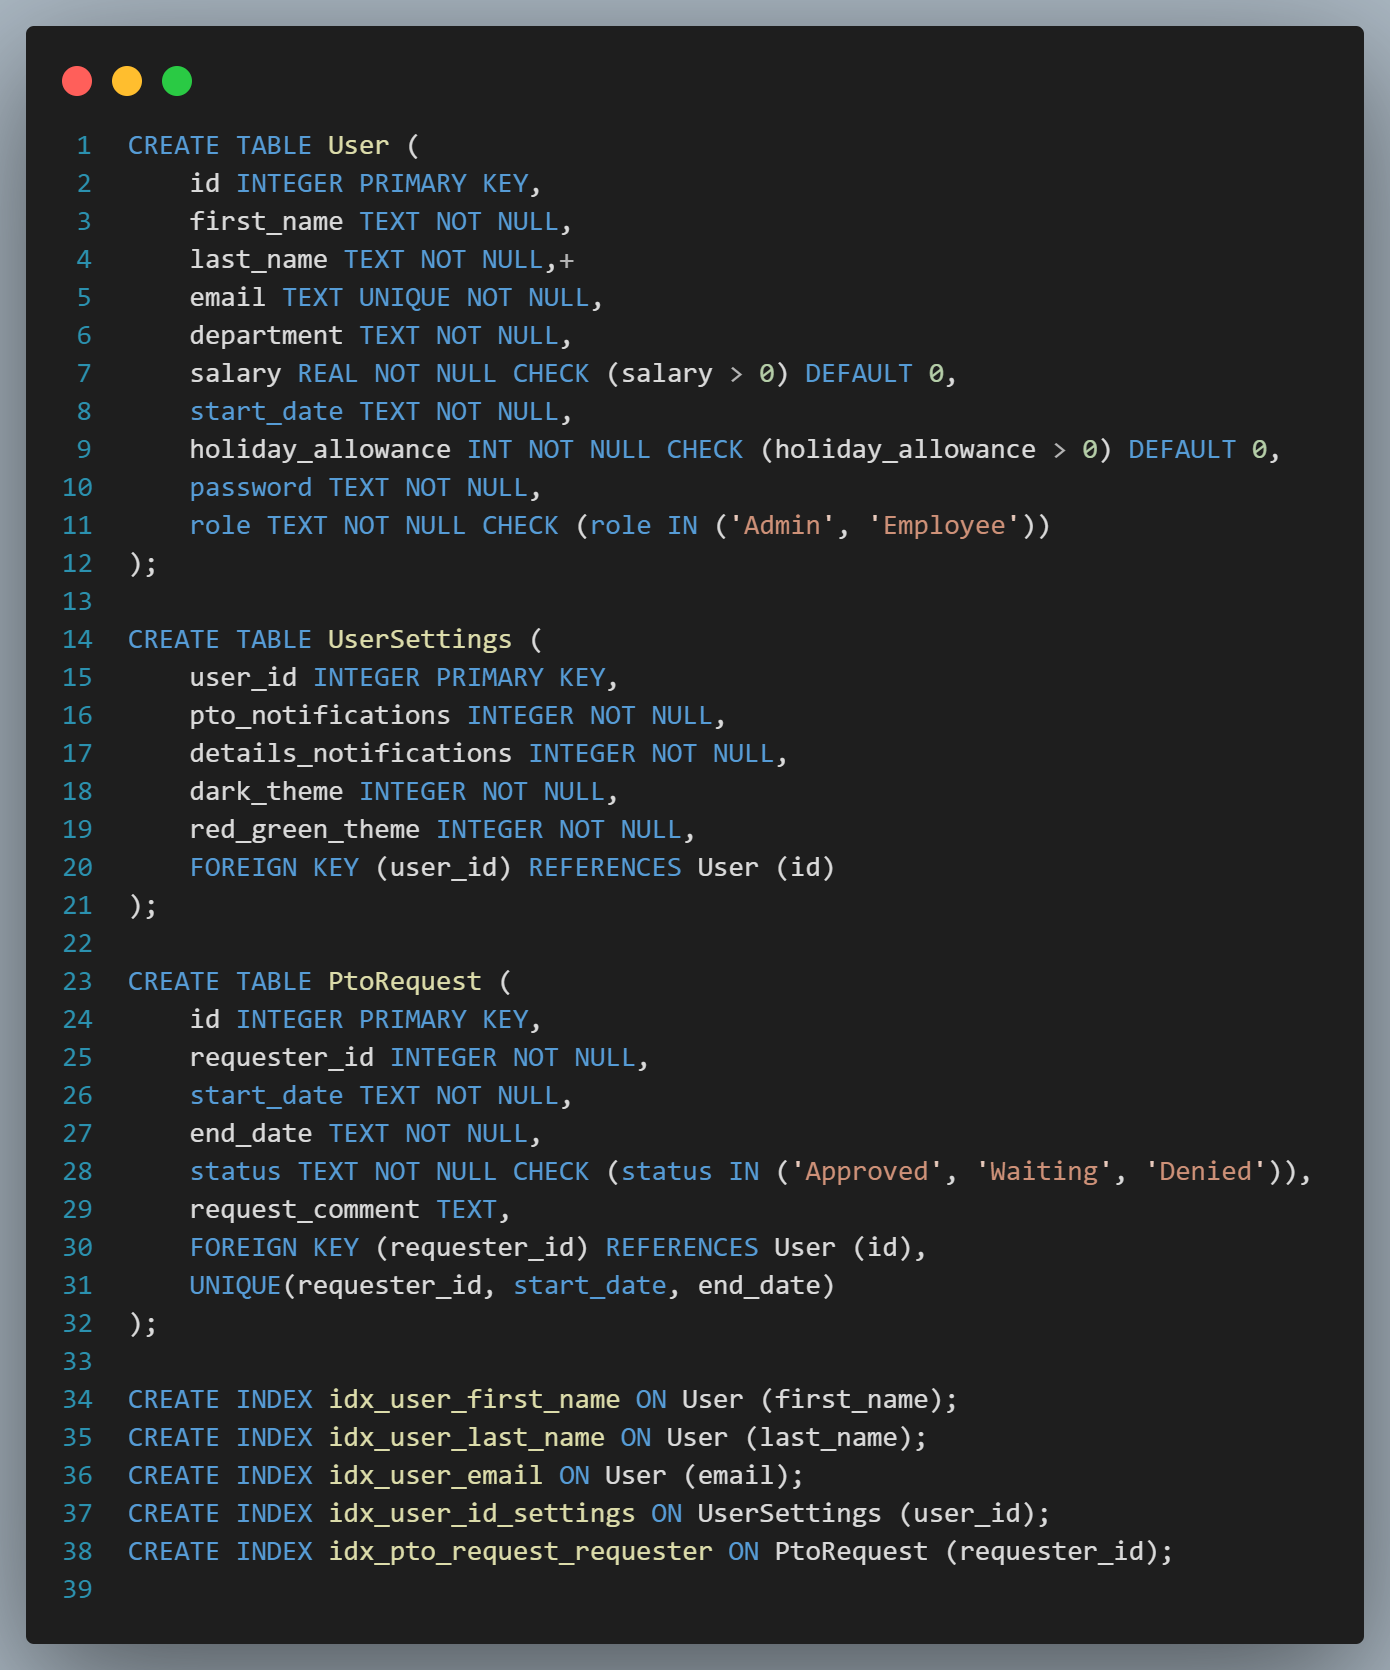 1 CREATE TABLE User (
2     id INTEGER PRIMARY KEY,
3     first_name TEXT NOT NULL,
4     last_name TEXT NOT NULL,+
5     email TEXT UNIQUE NOT NULL,
6     department TEXT NOT NULL,
7     salary REAL NOT NULL CHECK (salary > 0) DEFAULT 0,
8     start_date TEXT NOT NULL,
9     holiday_allowance INT NOT NULL CHECK (holiday_allowance > 0) DEFAULT 0,
10     password TEXT NOT NULL,
11     role TEXT NOT NULL CHECK (role IN ('Admin', 'Employee'))
12 );
13
14 CREATE TABLE UserSettings (
15     user_id INTEGER PRIMARY KEY,
16     pto_notifications INTEGER NOT NULL,
17     details_notifications INTEGER NOT NULL,
18     dark_theme INTEGER NOT NULL,
19     red_green_theme INTEGER NOT NULL,
20     FOREIGN KEY (user_id) REFERENCES User (id)
21 );
22
23 CREATE TABLE PtoRequest (
24     id INTEGER PRIMARY KEY,
25     requester_id INTEGER NOT NULL,
26     start_date TEXT NOT NULL,
27     end_date TEXT NOT NULL,
28     status TEXT NOT NULL CHECK (status IN ('Approved', 'Waiting', 'Denied')),
29     request_comment TEXT,
30     FOREIGN KEY (requester_id) REFERENCES User (id),
31     UNIQUE(requester_id, start_date, end_date)
32 );
33
34 CREATE INDEX idx_user_first_name ON User (first_name);
35 CREATE INDEX idx_user_last_name ON User (last_name);
36 CREATE INDEX idx_user_email ON User (email);
37 CREATE INDEX idx_user_id_settings ON UserSettings (user_id);
38 CREATE INDEX idx_pto_request_requester ON PtoRequest (requester_id);
39